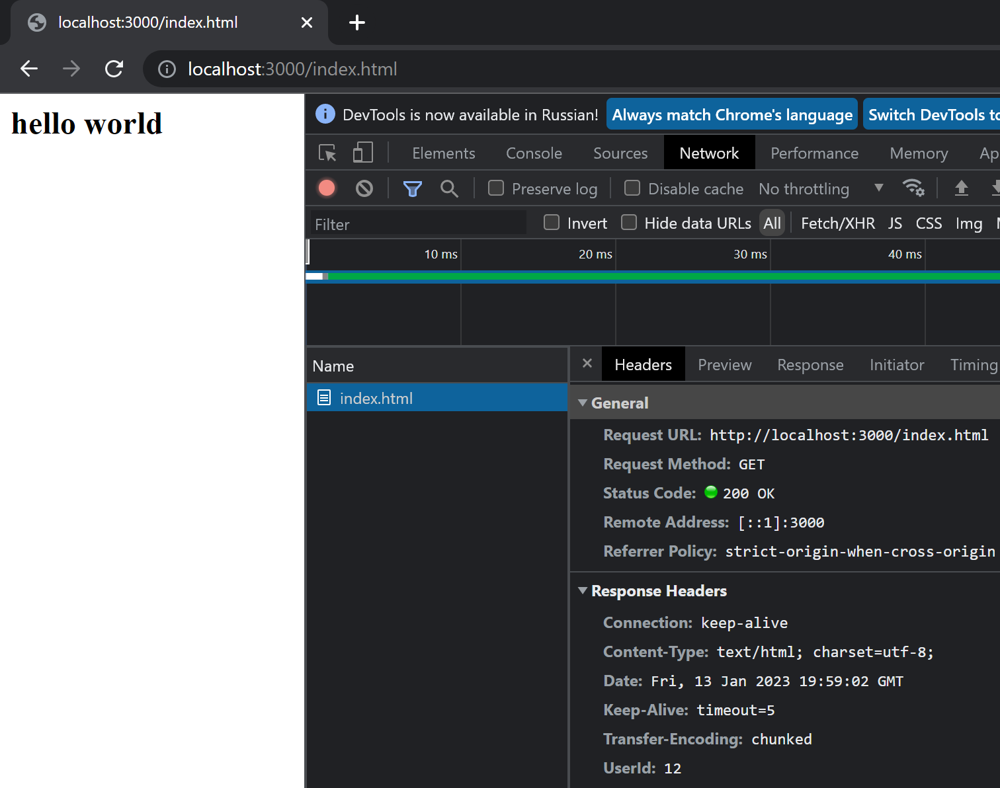 localhost:3000/index.html
localhost:3000/index.html
hello world
DevTools is now available in Russian! Always match Chrome's language Switch DevTools to
Elements Console Sources Network Performance Memory Ap
Preserve log Disable cache No throttling
Filter Invert Hide data URLs All Fetch/XHR JS CSS Img
10 ms 20 ms 30 ms 40 ms
Name
index.html
Headers Preview Response Initiator Timing
General
Request URL: http://localhost:3000/index.html
Request Method: GET
Status Code: 200 OK
Remote Address: [::1]:3000
Referrer Policy: strict-origin-when-cross-origin
Response Headers
Connection: keep-alive
Content-Type: text/html; charset=utf-8;
Date: Fri, 13 Jan 2023 19:59:02 GMT
Keep-Alive: timeout=5
Transfer-Encoding: chunked
UserId: 12